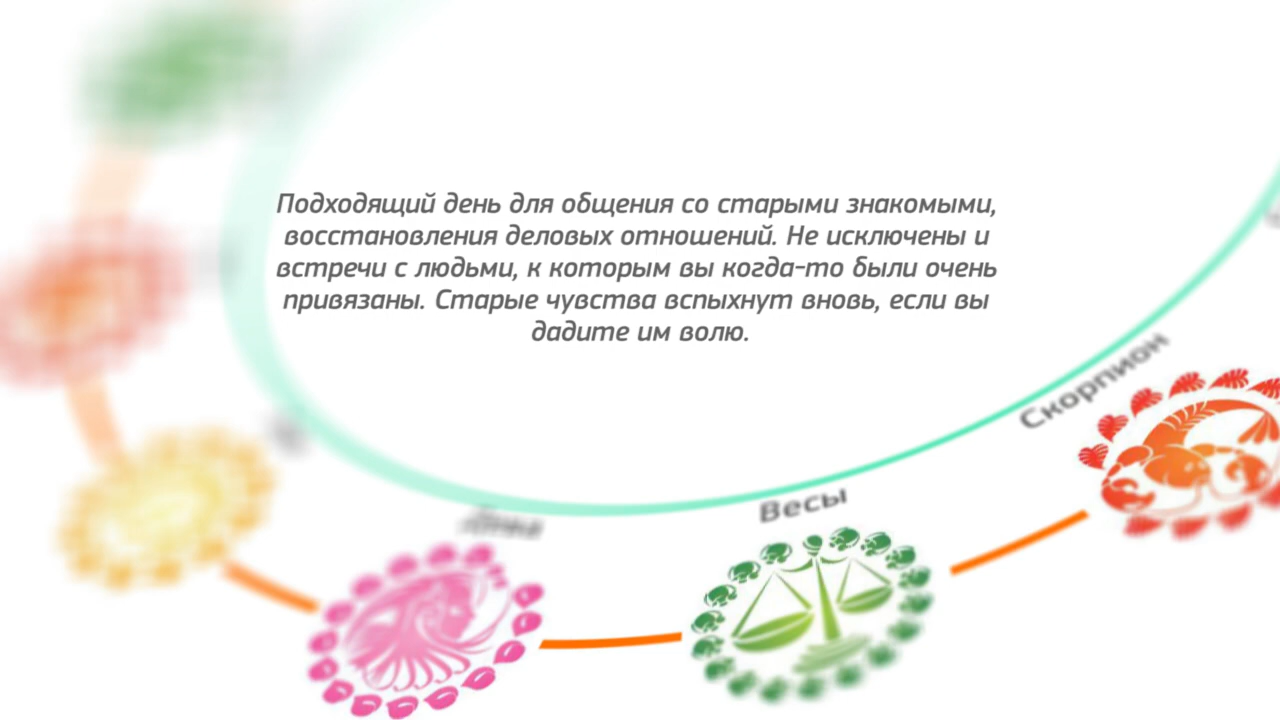 Подходящий день для общения со старыми знакомыми,
восстановления деловых отношений. Не исключены и
встречи с людьми, к которым вы когда-то были очень
привязаны. Старые чувства вспыхнут вновь, если вы
дадите им волю.
Скорпион
Весы